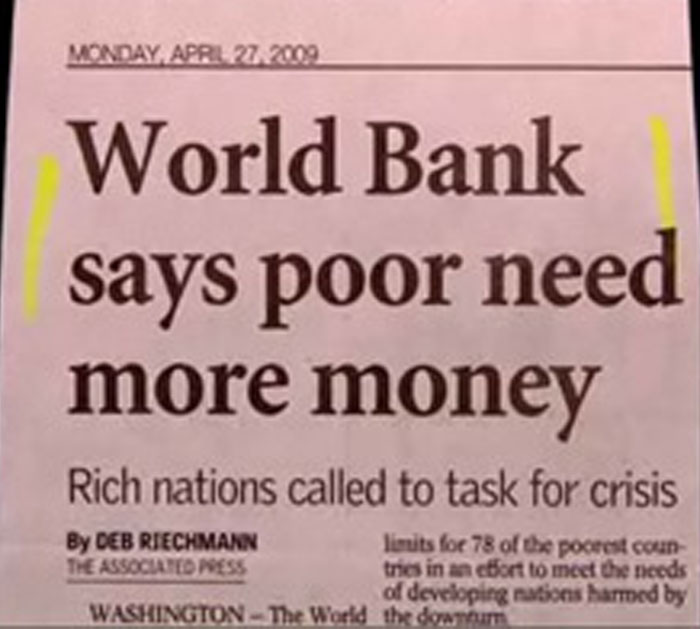 MONDAY, APRIL 27, 2009
World Bank
says poor need
more money
Rich nations called to task for crisis
By DEB RIECHMANN
THE ASSOCIATED PRESS
WASHINGTON – The World
limits for 78 of the poorest coun-
tries in an effort to meet the needs
of developing nations harmed by
the downturn.